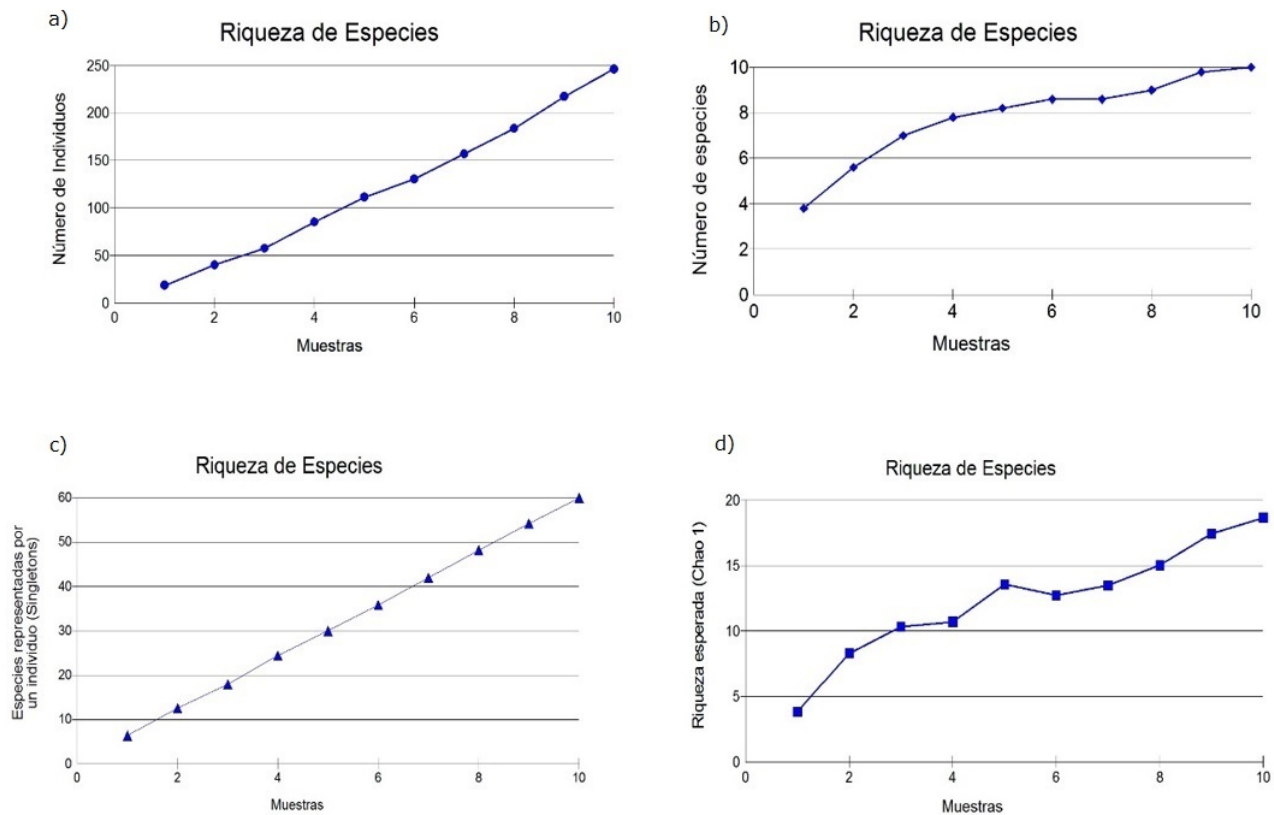 a)
Riqueza de Especies
Número de Individuos
250
200
150
100
50
0
0 2 4 6 8 10
Muestras
b)
Riqueza de Especies
Número de especies
10
8
6
4
2
0
0 2 4 6 8 10
Muestras
c)
Riqueza de Especies
Especies representadas por
un individuo (Singletons)
60
50
40
30
20
10
0
0 2 4 6 8 10
Muestras
d)
Riqueza de Especies
Riqueza esperada (Chao 1)
20
15
10
5
0
0 2 4 6 8 10
Muestras